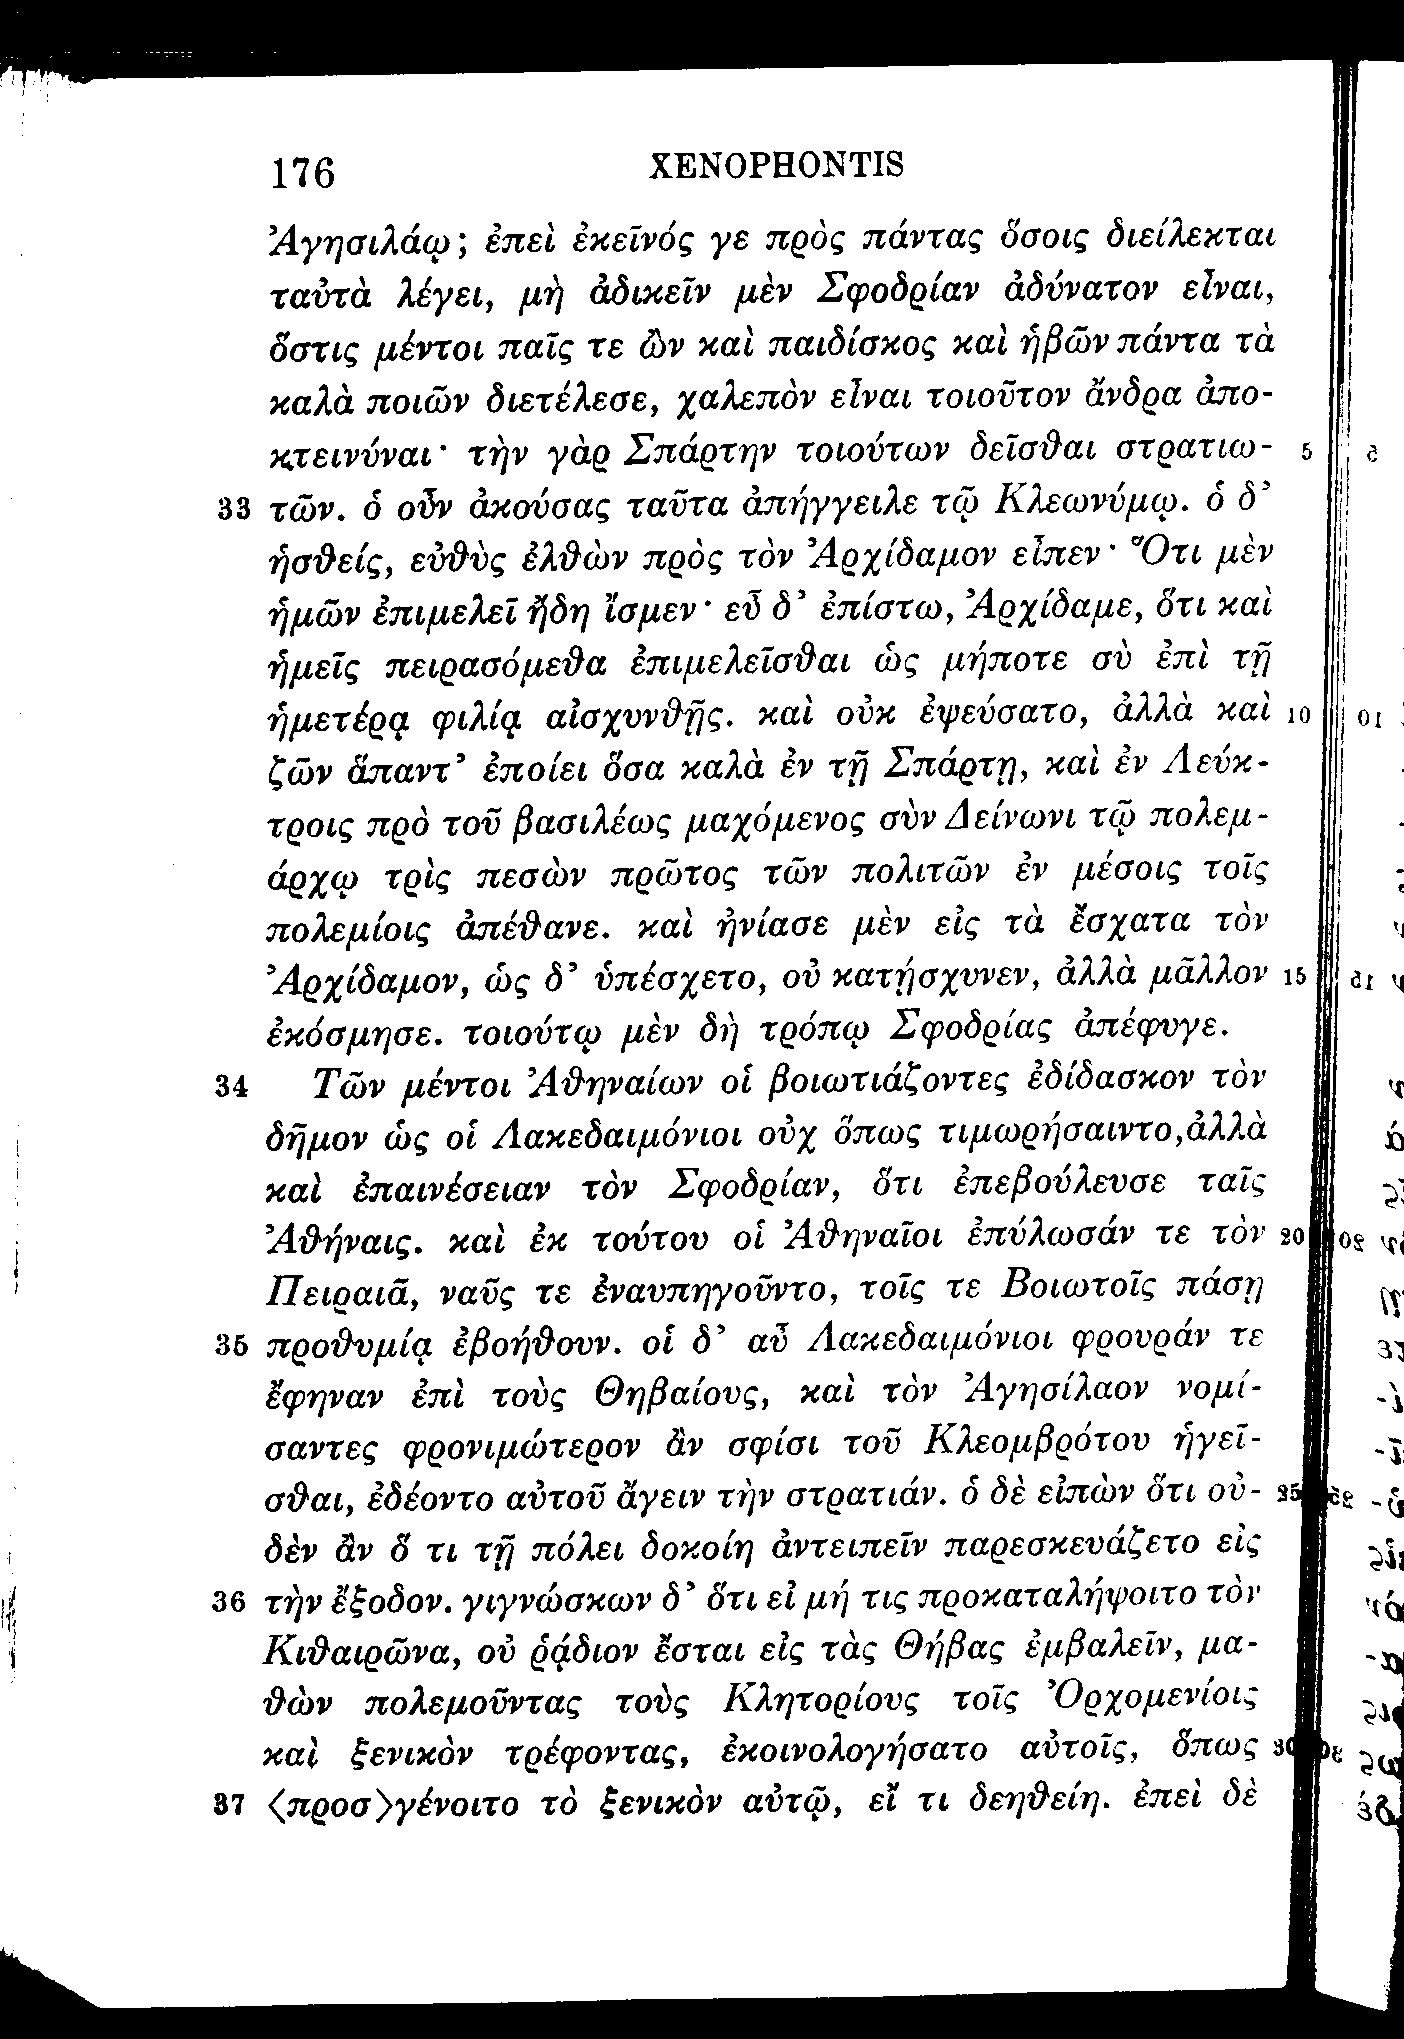 176 XENOPHONTIS
Ἀγησιλάῳ; ἐπεὶ ἐκεῖνός γε πρὸς πάντας ὅσοις διείλεκται
ταὐτὰ λέγει, μὴ ἀδικεῖν μὲν Σφοδρίαν ἀδύνατον εἶναι,
ὅστις μέντοι παῖς τε ὢν καὶ παιδίσκος καὶ ἡβῶν πάντα τὰ
καλὰ ποιῶν διετέλεσε, χαλεπὸν εἶναι τοιοῦτον ἄνδρα ἀπο-
κτεινύναι· τὴν γὰρ Σπάρτην τοιούτων δεῖσθαι στρατιω- 5
33 τῶν. ὁ οὖν ἀκούσας ταῦτα ἀπήγγειλε τῷ Κλεωνύμῳ. ὁ δ’
ἡσθείς, εὐθὺς ἐλθὼν πρὸς τὸν Ἀρχίδαμον εἶπεν· Ὅτι μὲν
ἡμῶν ἐπιμελεῖ ἤδη ἴσμεν· εὖ δ’ ἐπίστω, Ἀρχίδαμε, ὅτι καὶ
ἡμεῖς πειρασόμεθα ἐπιμελεῖσθαι ὡς μήποτε σὺ ἐπὶ τῇ
ἡμετέρᾳ φιλίᾳ αἰσχυνθῇς. καὶ οὐκ ἐψεύσατο, ἀλλὰ καὶ 10
ζῶν ἅπαντ’ ἐποίει ὅσα καλὰ ἐν τῇ Σπάρτῃ, καὶ ἐν Λεύκ-
τροις πρὸ τοῦ βασιλέως μαχόμενος σὺν Δείνωνι τῷ πολεμ-
άρχῳ τρὶς πεσὼν πρῶτος τῶν πολιτῶν ἐν μέσοις τοῖς
πολεμίοις ἀπέθανε. καὶ ἠνίασε μὲν εἰς τὰ ἔσχατα τὸν
Ἀρχίδαμον, ὡς δ’ ὑπέσχετο, οὐ κατῄσχυνεν, ἀλλὰ μᾶλλον 15
ἐκόσμησε. τοιούτῳ μὲν δὴ τρόπῳ Σφοδρίας ἀπέφυγε.
34 Τῶν μέντοι Ἀθηναίων οἱ βοιωτιάζοντες ἐδίδασκον τὸν
δῆμον ὡς οἱ Λακεδαιμόνιοι οὐχ ὅπως τιμωρήσαιντο, ἀλλὰ
καὶ ἐπαινέσειαν τὸν Σφοδρίαν, ὅτι ἐπεβούλευσε ταῖς
Ἀθήναις. καὶ ἐκ τούτου οἱ Ἀθηναῖοι ἐπύλωσάν τε τὸν 20
Πειραιᾶ, ναῦς τε ἐναυπηγοῦντο, τοῖς τε Βοιωτοῖς πάσῃ
35 προθυμίᾳ ἐβοήθουν. οἱ δ’ αὖ Λακεδαιμόνιοι φρουράν τε
ἔφηναν ἐπὶ τοὺς Θηβαίους, καὶ τὸν Ἀγησίλαον νομί-
σαντες φρονιμώτερον ἂν σφίσι τοῦ Κλεομβρότου ἡγεῖ-
σθαι, ἐδέοντο αὐτοῦ ἄγειν τὴν στρατιάν. ὁ δὲ εἰπὼν ὅτι οὐ- 25
δὲν ἂν ὅ τι τῇ πόλει δοκοίη ἀντειπεῖν παρεσκευάζετο εἰς
36 τὴν ἔξοδον. γιγνώσκων δ’ ὅτι εἰ μή τις προκαταλήψοιτο τὸν
Κιθαιρῶνα, οὐ ῥᾴδιον ἔσται εἰς τὰς Θήβας ἐμβαλεῖν, μα-
θὼν πολεμοῦντας τοὺς Κλητορίους τοῖς Ὀρχομενίοις
καὶ ξενικὸν τρέφοντας, ἐκοινολογήσατο αὐτοῖς, ὅπως 30
37 ⟨προσ⟩γένοιτο τὸ ξενικὸν αὐτῷ, εἴ τι δεηθείη. ἐπεὶ δὲ